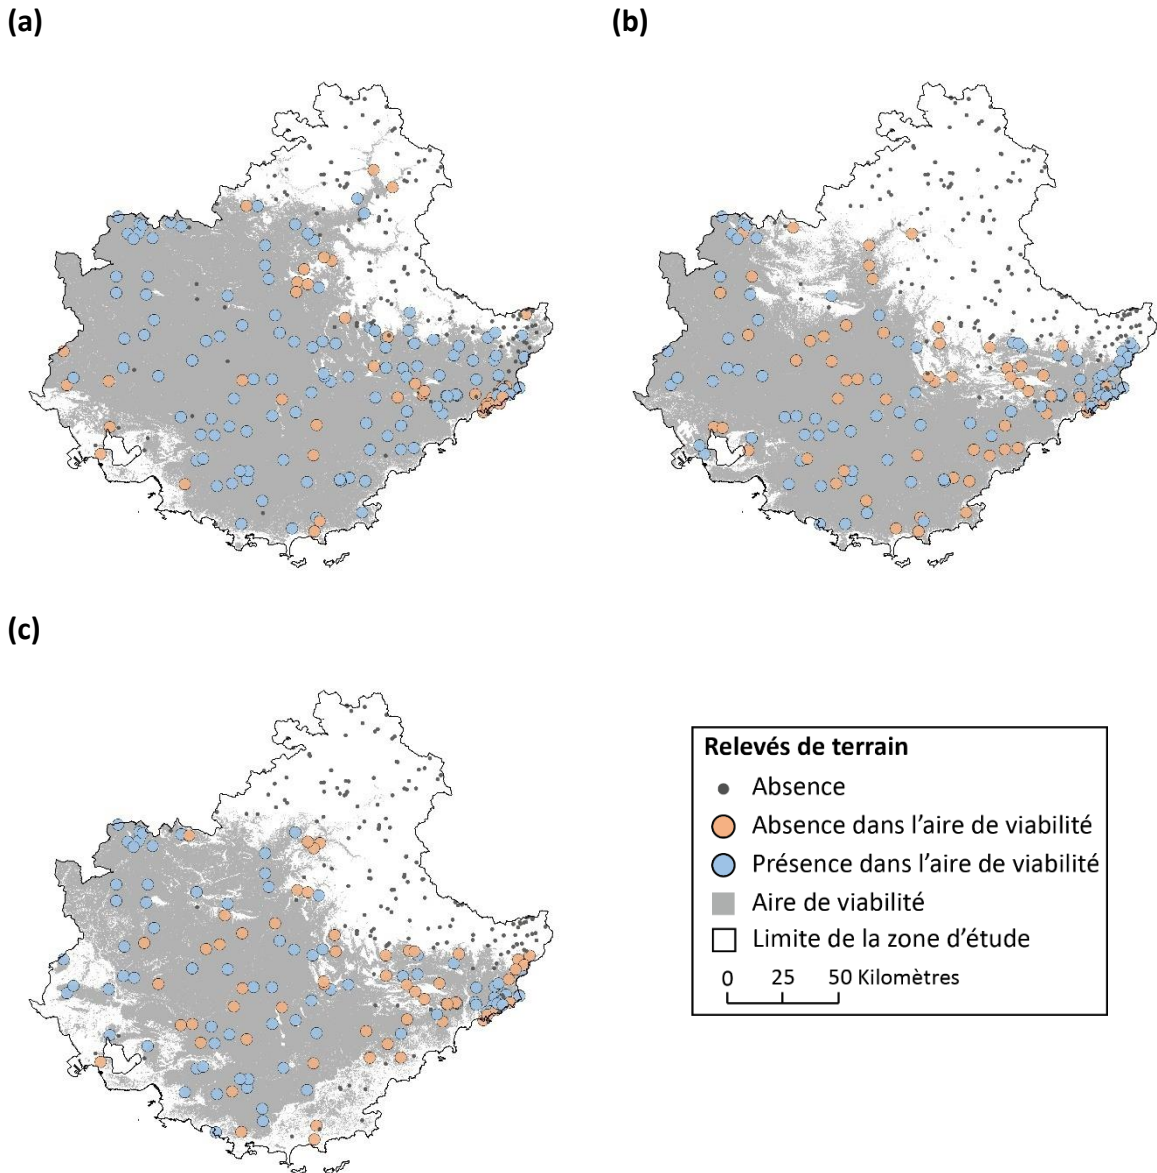 (a)
(b)
(c)
Relevés de terrain
Absence
Absence dans l'aire de viabilité
Présence dans l'aire de viabilité
Aire de viabilité
Limite de la zone d'étude
0 25 50 Kilomètres